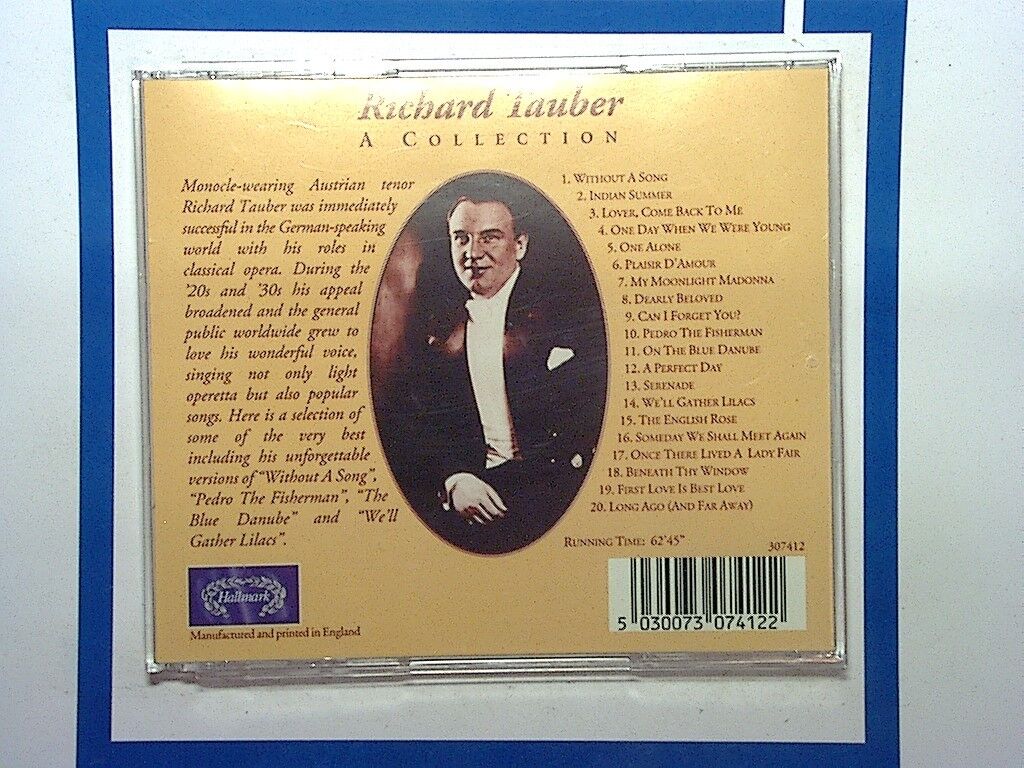 Richard Tauber
A COLLECTION
Monocle-wearing Austrian tenor
Richard Tauber was immediately
successful in the German-speaking
world with his roles in
classical opera. During the
'20s and '30s his appeal
broadened and the general
public worldwide grew to
love his wonderful voice,
singing not only light
operetta but also popular
songs. Here is a selection of
some of the very best
including his unforgettable
versions of "Without A Song",
"Pedro The Fisherman", "The
Blue Danube" and "We'll
Gather Lilacs".
1. WITHOUT A SONG
2. INDIAN SUMMER
3. LOVER, COME BACK TO ME
4. ONE DAY WHEN WE WERE YOUNG
5. ONE ALONE
6. PLAISIR D'AMOUR
7. MY MOONLIGHT MADONNA
8. DEARLY BELOVED
9. CAN I FORGET YOU?
10. PEDRO THE FISHERMAN
11. ON THE BLUE DANUBE
12. A PERFECT DAY
13. SERENADE
14. WE'LL GATHER LILACS
15. THE ENGLISH ROSE
16. SOMEDAY WE SHALL MEET AGAIN
17. ONCE THERE LIVED A LADY FAIR
18. BENEATH THY WINDOW
19. FIRST LOVE IS BEST LOVE
20. LONG AGO (AND FAR AWAY)
RUNNING TIME: 62'45"
307412
Hallmark
Manufactured and printed in England
5 030073 074122